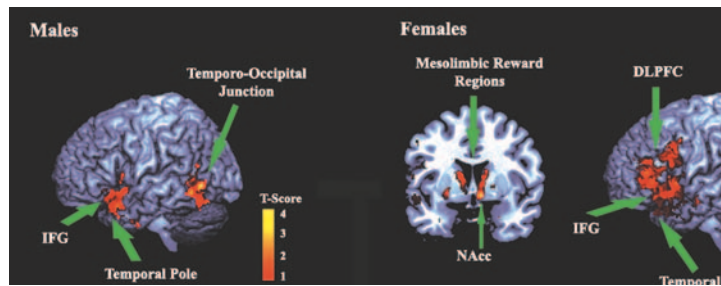 Males
Females
Temporo-Occipital
Junction
Mesolimbic Reward
Regions
DLPFC
T-Score
4
3
2
1
IFG
Temporal Pole
NAcc
IFG
Temporal